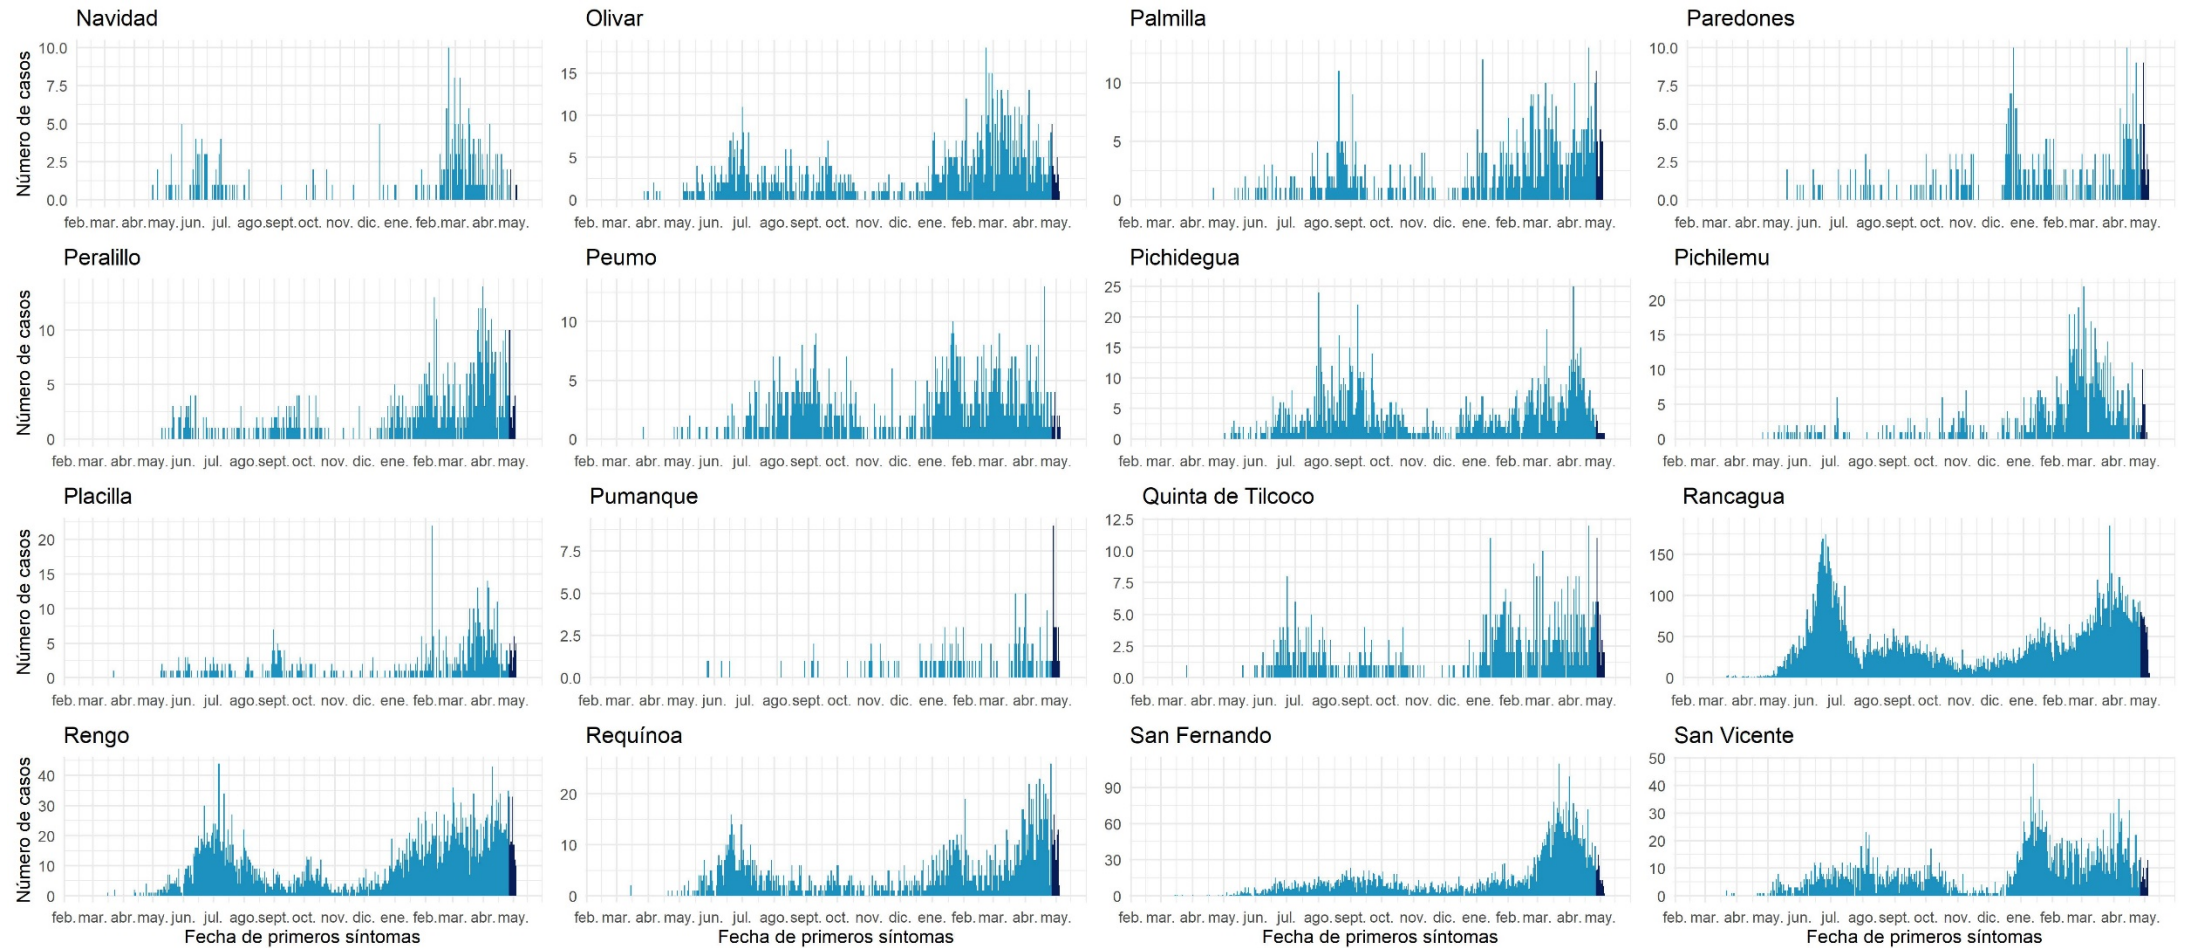 Navidad
Olivar
Palmilla
Paredones
Número de casos
10.0
7.5
5.0
2.5
0.0
15
10
5
0
10
5
0
10.0
7.5
5.0
2.5
0.0
feb. mar. abr. may. jun. jul. ago. sept. oct. nov. dic. ene. feb. mar. abr. may.
feb. mar. abr. may. jun. jul. ago. sept. oct. nov. dic. ene. feb. mar. abr. may.
feb. mar. abr. may. jun. jul. ago. sept. oct. nov. dic. ene. feb. mar. abr. may.
feb. mar. abr. may. jun. jul. ago. sept. oct. nov. dic. ene. feb. mar. abr. may.
Peralillo
Peumo
Pichidegua
Pichilemu
Número de casos
10
5
0
10
5
0
25
20
15
10
5
0
20
15
10
5
0
feb. mar. abr. may. jun. jul. ago. sept. oct. nov. dic. ene. feb. mar. abr. may.
feb. mar. abr. may. jun. jul. ago. sept. oct. nov. dic. ene. feb. mar. abr. may.
feb. mar. abr. may. jun. jul. ago. sept. oct. nov. dic. ene. feb. mar. abr. may.
feb. mar. abr. may. jun. jul. ago. sept. oct. nov. dic. ene. feb. mar. abr. may.
Placilla
Pumanque
Quinta de Tilcoco
Rancagua
Número de casos
20
15
10
5
0
7.5
5.0
2.5
0.0
12.5
10.0
7.5
5.0
2.5
0.0
150
100
50
0
feb. mar. abr. may. jun. jul. ago. sept. oct. nov. dic. ene. feb. mar. abr. may.
feb. mar. abr. may. jun. jul. ago. sept. oct. nov. dic. ene. feb. mar. abr. may.
feb. mar. abr. may. jun. jul. ago. sept. oct. nov. dic. ene. feb. mar. abr. may.
feb. mar. abr. may. jun. jul. ago. sept. oct. nov. dic. ene. feb. mar. abr. may.
Rengo
Requínoa
San Fernando
San Vicente
Número de casos
40
30
20
10
0
20
10
0
90
60
30
0
50
40
30
20
10
0
feb. mar. abr. may. jun. jul. ago. sept. oct. nov. dic. ene. feb. mar. abr. may.
feb. mar. abr. may. jun. jul. ago. sept. oct. nov. dic. ene. feb. mar. abr. may.
feb. mar. abr. may. jun. jul. ago. sept. oct. nov. dic. ene. feb. mar. abr. may.
feb. mar. abr. may. jun. jul. ago. sept. oct. nov. dic. ene. feb. mar. abr. may.
Fecha de primeros síntomas
Fecha de primeros síntomas
Fecha de primeros síntomas
Fecha de primeros síntomas